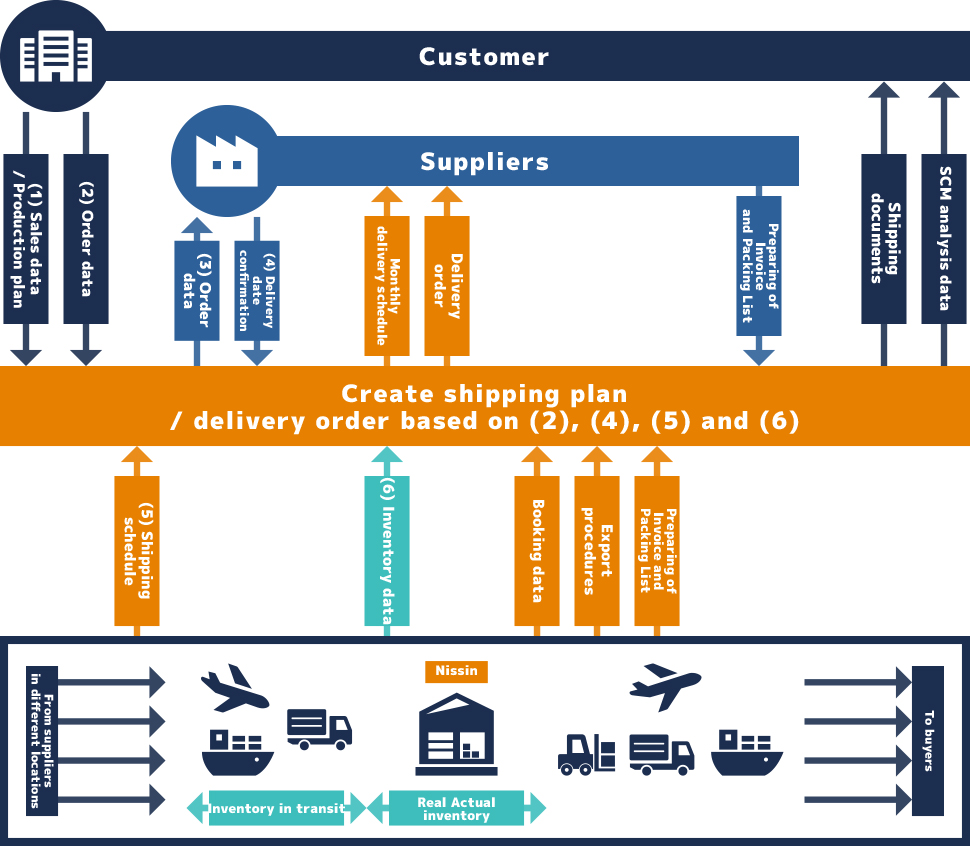 Customer
Suppliers
(1) Sales data
/ Production plan
(2) Order data
(3) Order
data
(4) Delivery
date
confirmation
Monthly
delivery schedule
Delivery
order
Preparing of
Invoice
and Packing List
Shipping
documents
SCM analysis data
Create shipping plan
/ delivery order based on (2), (4), (5) and (6)
(5) Shipping
schedule
(6) Inventory data
Booking data
Export
procedures
Preparing of
Invoice and
Packing List
From suppliers
in different locations
Nissin
To buyers
Inventory in transit
Real Actual
inventory